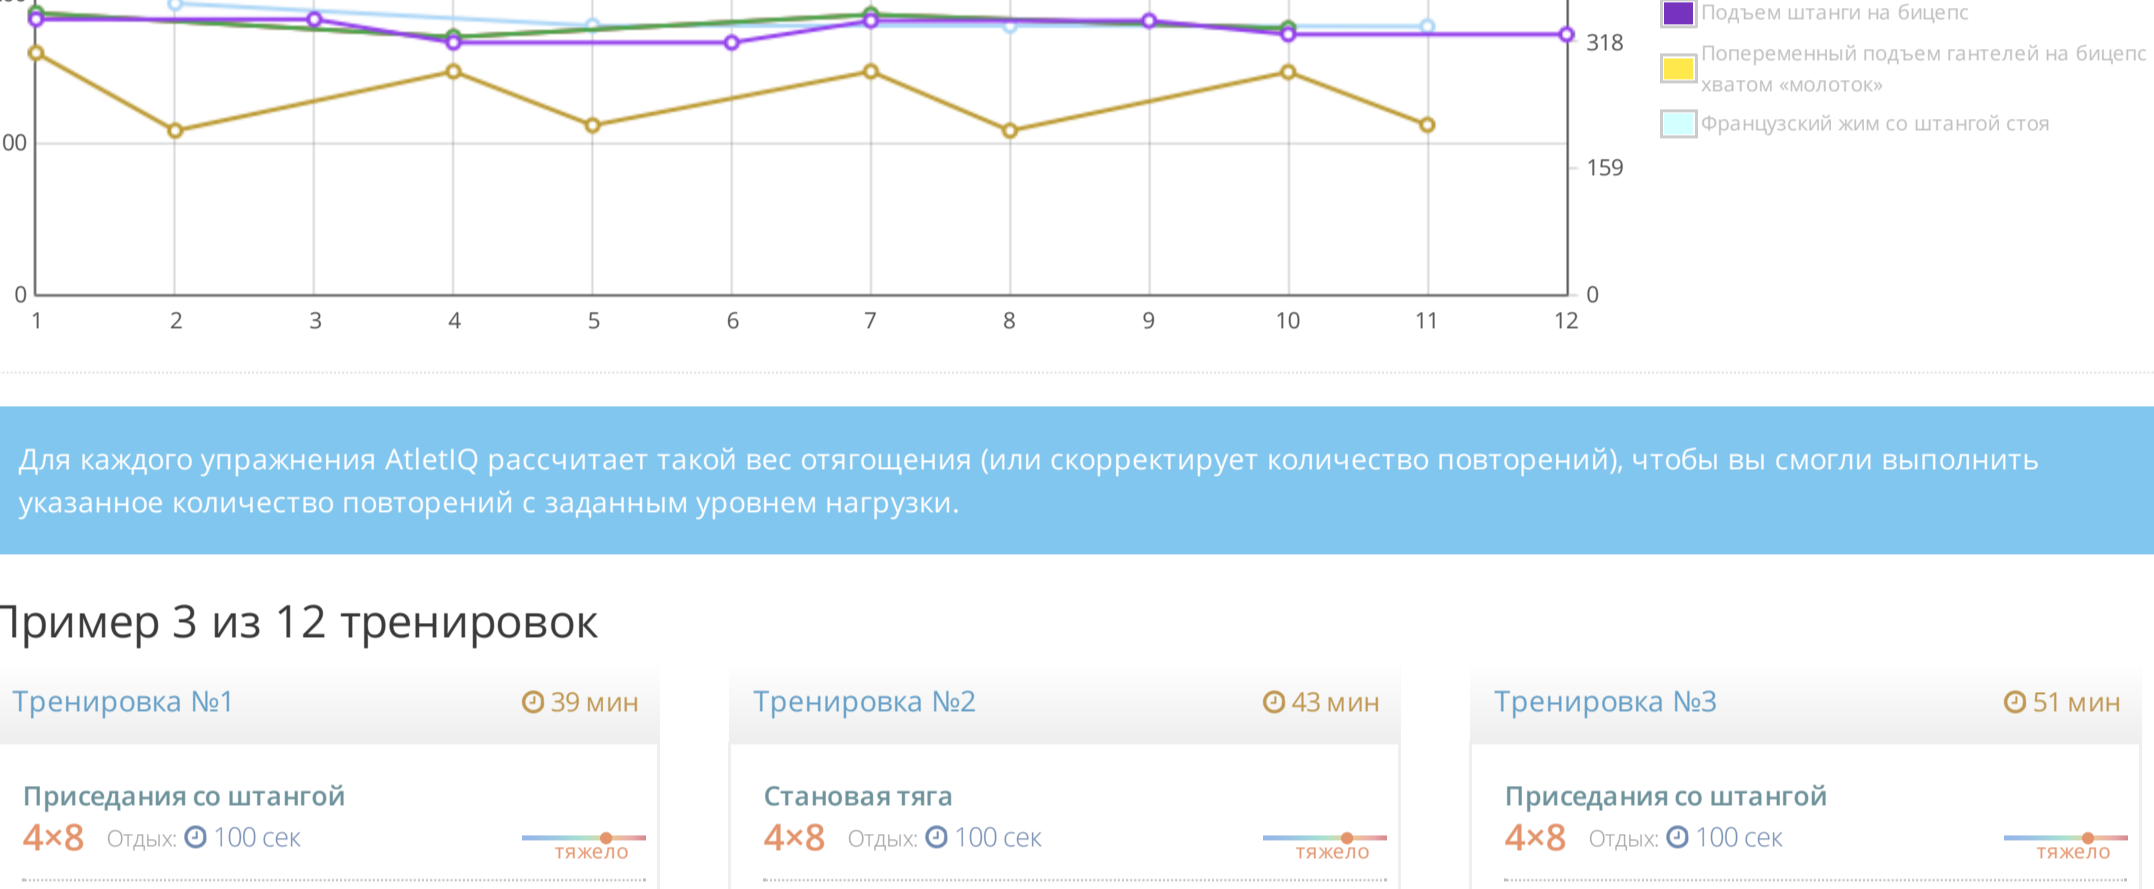 Подъем штанги на бицепс
318
Попеременный подъем гантелей на бицепс
хватом «молоток»
Французский жим со штангой стоя
00
159
0
0
1 2 3 4 5 6 7 8 9 10 11 12
Для каждого упражнения AtletIQ рассчитает такой вес отягощения (или скорректирует количество повторений), чтобы вы смогли выполнить
указанное количество повторений с заданным уровнем нагрузки.
Пример 3 из 12 тренировок
Тренировка №1 39 мин
Тренировка №2 43 мин
Тренировка №3 51 мин
Приседания со штангой
4×8 Отдых: 100 сек
тяжело
Становая тяга
4×8 Отдых: 100 сек
тяжело
Приседания со штангой
4×8 Отдых: 100 сек
тяжело